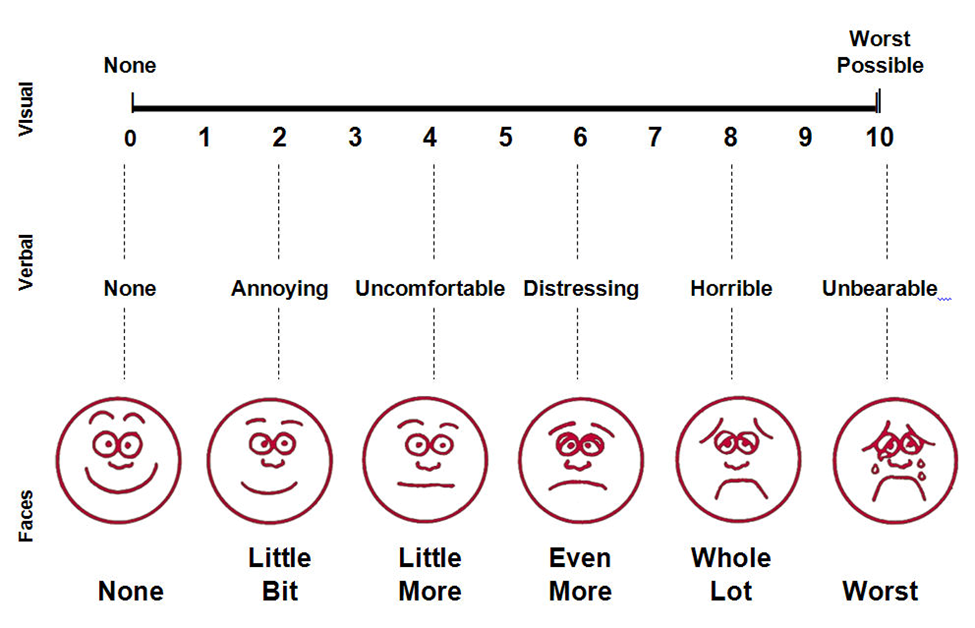 Worst
None Possible
Visual
0 1 2 3 4 5 6 7 8 9 10
Verbal
None Annoying Uncomfortable Distressing Horrible Unbearable
Faces
Little Little Even Whole
None Bit More More Lot Worst